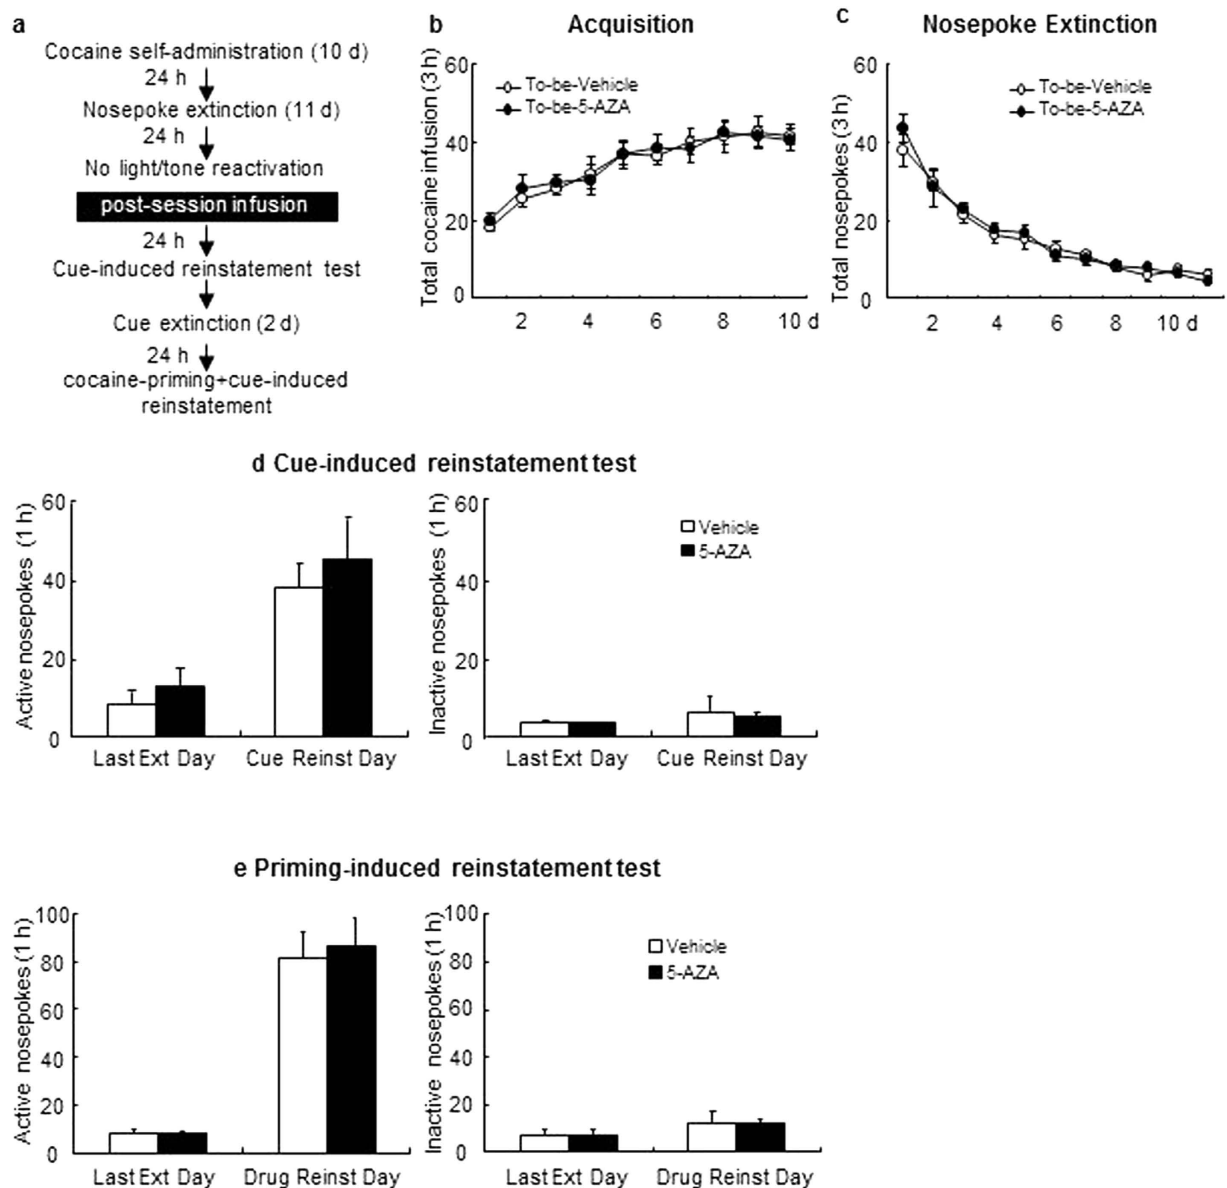 a
Cocaine self-administration (10 d)
24 h
Nosepoke extinction (11 d)
24 h
No light/tone reactivation
post-session infusion
24 h
Cue-induced reinstatement test
Cue extinction (2 d)
24 h
cocaine-priming+cue-induced
reinstatement
b
Acquisition
Total cocaine infusion (3 h)
60
40
20
0
To-be-Vehicle
To-be-5-AZA
2 4 6 8 10 d
c
Nosepoke Extinction
Total nosepokes (3 h)
60
40
20
0
To-be-Vehicle
To-be-5-AZA
2 4 6 8 10 d
d Cue-induced reinstatement test
Active nosepokes (1 h)
60
40
20
0
Last Ext Day Cue Reinst Day
Inactive nosepokes (1 h)
60
40
20
0
Vehicle
5-AZA
Last Ext Day Cue Reinst Day
e Priming-induced reinstatement test
Active nosepokes (1 h)
100
80
60
40
20
0
Last Ext Day Drug Reinst Day
Inactive nosepokes (1 h)
100
80
60
40
20
0
Vehicle
5-AZA
Last Ext Day Drug Reinst Day